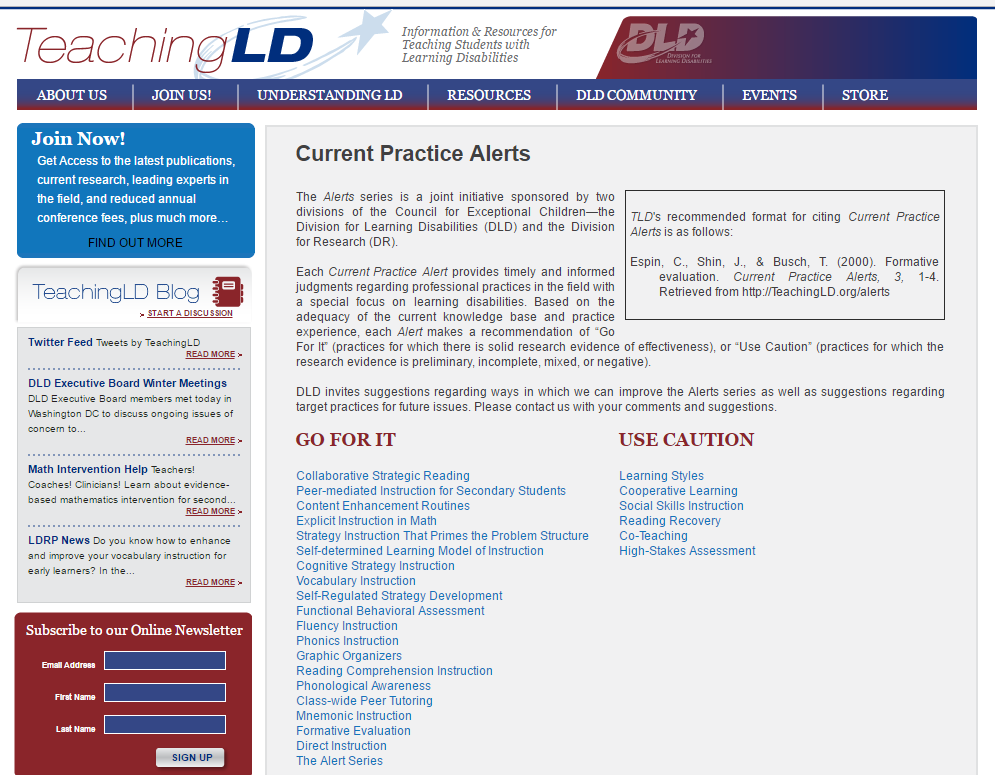 TeachingLD
Information & Resources for
Teaching Students with
Learning Disabilities
DLD
DIVISION FOR
LEARNING DISABILITIES
ABOUT US
JOIN US!
UNDERSTANDING LD
RESOURCES
DLD COMMUNITY
EVENTS
STORE
Join Now!
Get Access to the latest publications,
current research, leading experts in
the field, and reduced annual
conference fees, plus much more…
FIND OUT MORE
TeachingLD Blog
START A DISCUSSION
Twitter Feed Tweets by TeachingLD
READ MORE
DLD Executive Board Winter Meetings
DLD Executive Board members met today in
Washington DC to discuss ongoing issues of
concern to…
READ MORE
Math Intervention Help Teachers!
Coaches! Clinicians! Learn about evidence-
based mathematics intervention for second…
READ MORE
LDRP News Do you know how to enhance
and improve your vocabulary instruction for
early learners? In the…
READ MORE
Subscribe to our Online Newsletter
Email Address
First Name
Last Name
SIGN UP
Current Practice Alerts
The Alerts series is a joint initiative sponsored by two
divisions of the Council for Exceptional Children—the
Division for Learning Disabilities (DLD) and the Division
for Research (DR).
TLD's recommended format for citing Current Practice
Alerts is as follows:
Espin, C., Shin, J., & Busch, T. (2000). Formative
evaluation. Current Practice Alerts, 3, 1-4.
Retrieved from http://TeachingLD.org/alerts
Each Current Practice Alert provides timely and informed
judgments regarding professional practices in the field with
a special focus on learning disabilities. Based on the
adequacy of the current knowledge base and practice
experience, each Alert makes a recommendation of “Go
For It” (practices for which there is solid research evidence of effectiveness), or “Use Caution” (practices for which the
research evidence is preliminary, incomplete, mixed, or negative).
DLD invites suggestions regarding ways in which we can improve the Alerts series as well as suggestions regarding
target practices for future issues. Please contact us with your comments and suggestions.
GO FOR IT
Collaborative Strategic Reading
Peer-mediated Instruction for Secondary Students
Content Enhancement Routines
Explicit Instruction in Math
Strategy Instruction That Primes the Problem Structure
Self-determined Learning Model of Instruction
Cognitive Strategy Instruction
Vocabulary Instruction
Self-Regulated Strategy Development
Functional Behavioral Assessment
Fluency Instruction
Phonics Instruction
Graphic Organizers
Reading Comprehension Instruction
Phonological Awareness
Class-wide Peer Tutoring
Mnemonic Instruction
Formative Evaluation
Direct Instruction
The Alert Series
USE CAUTION
Learning Styles
Cooperative Learning
Social Skills Instruction
Reading Recovery
Co-Teaching
High-Stakes Assessment